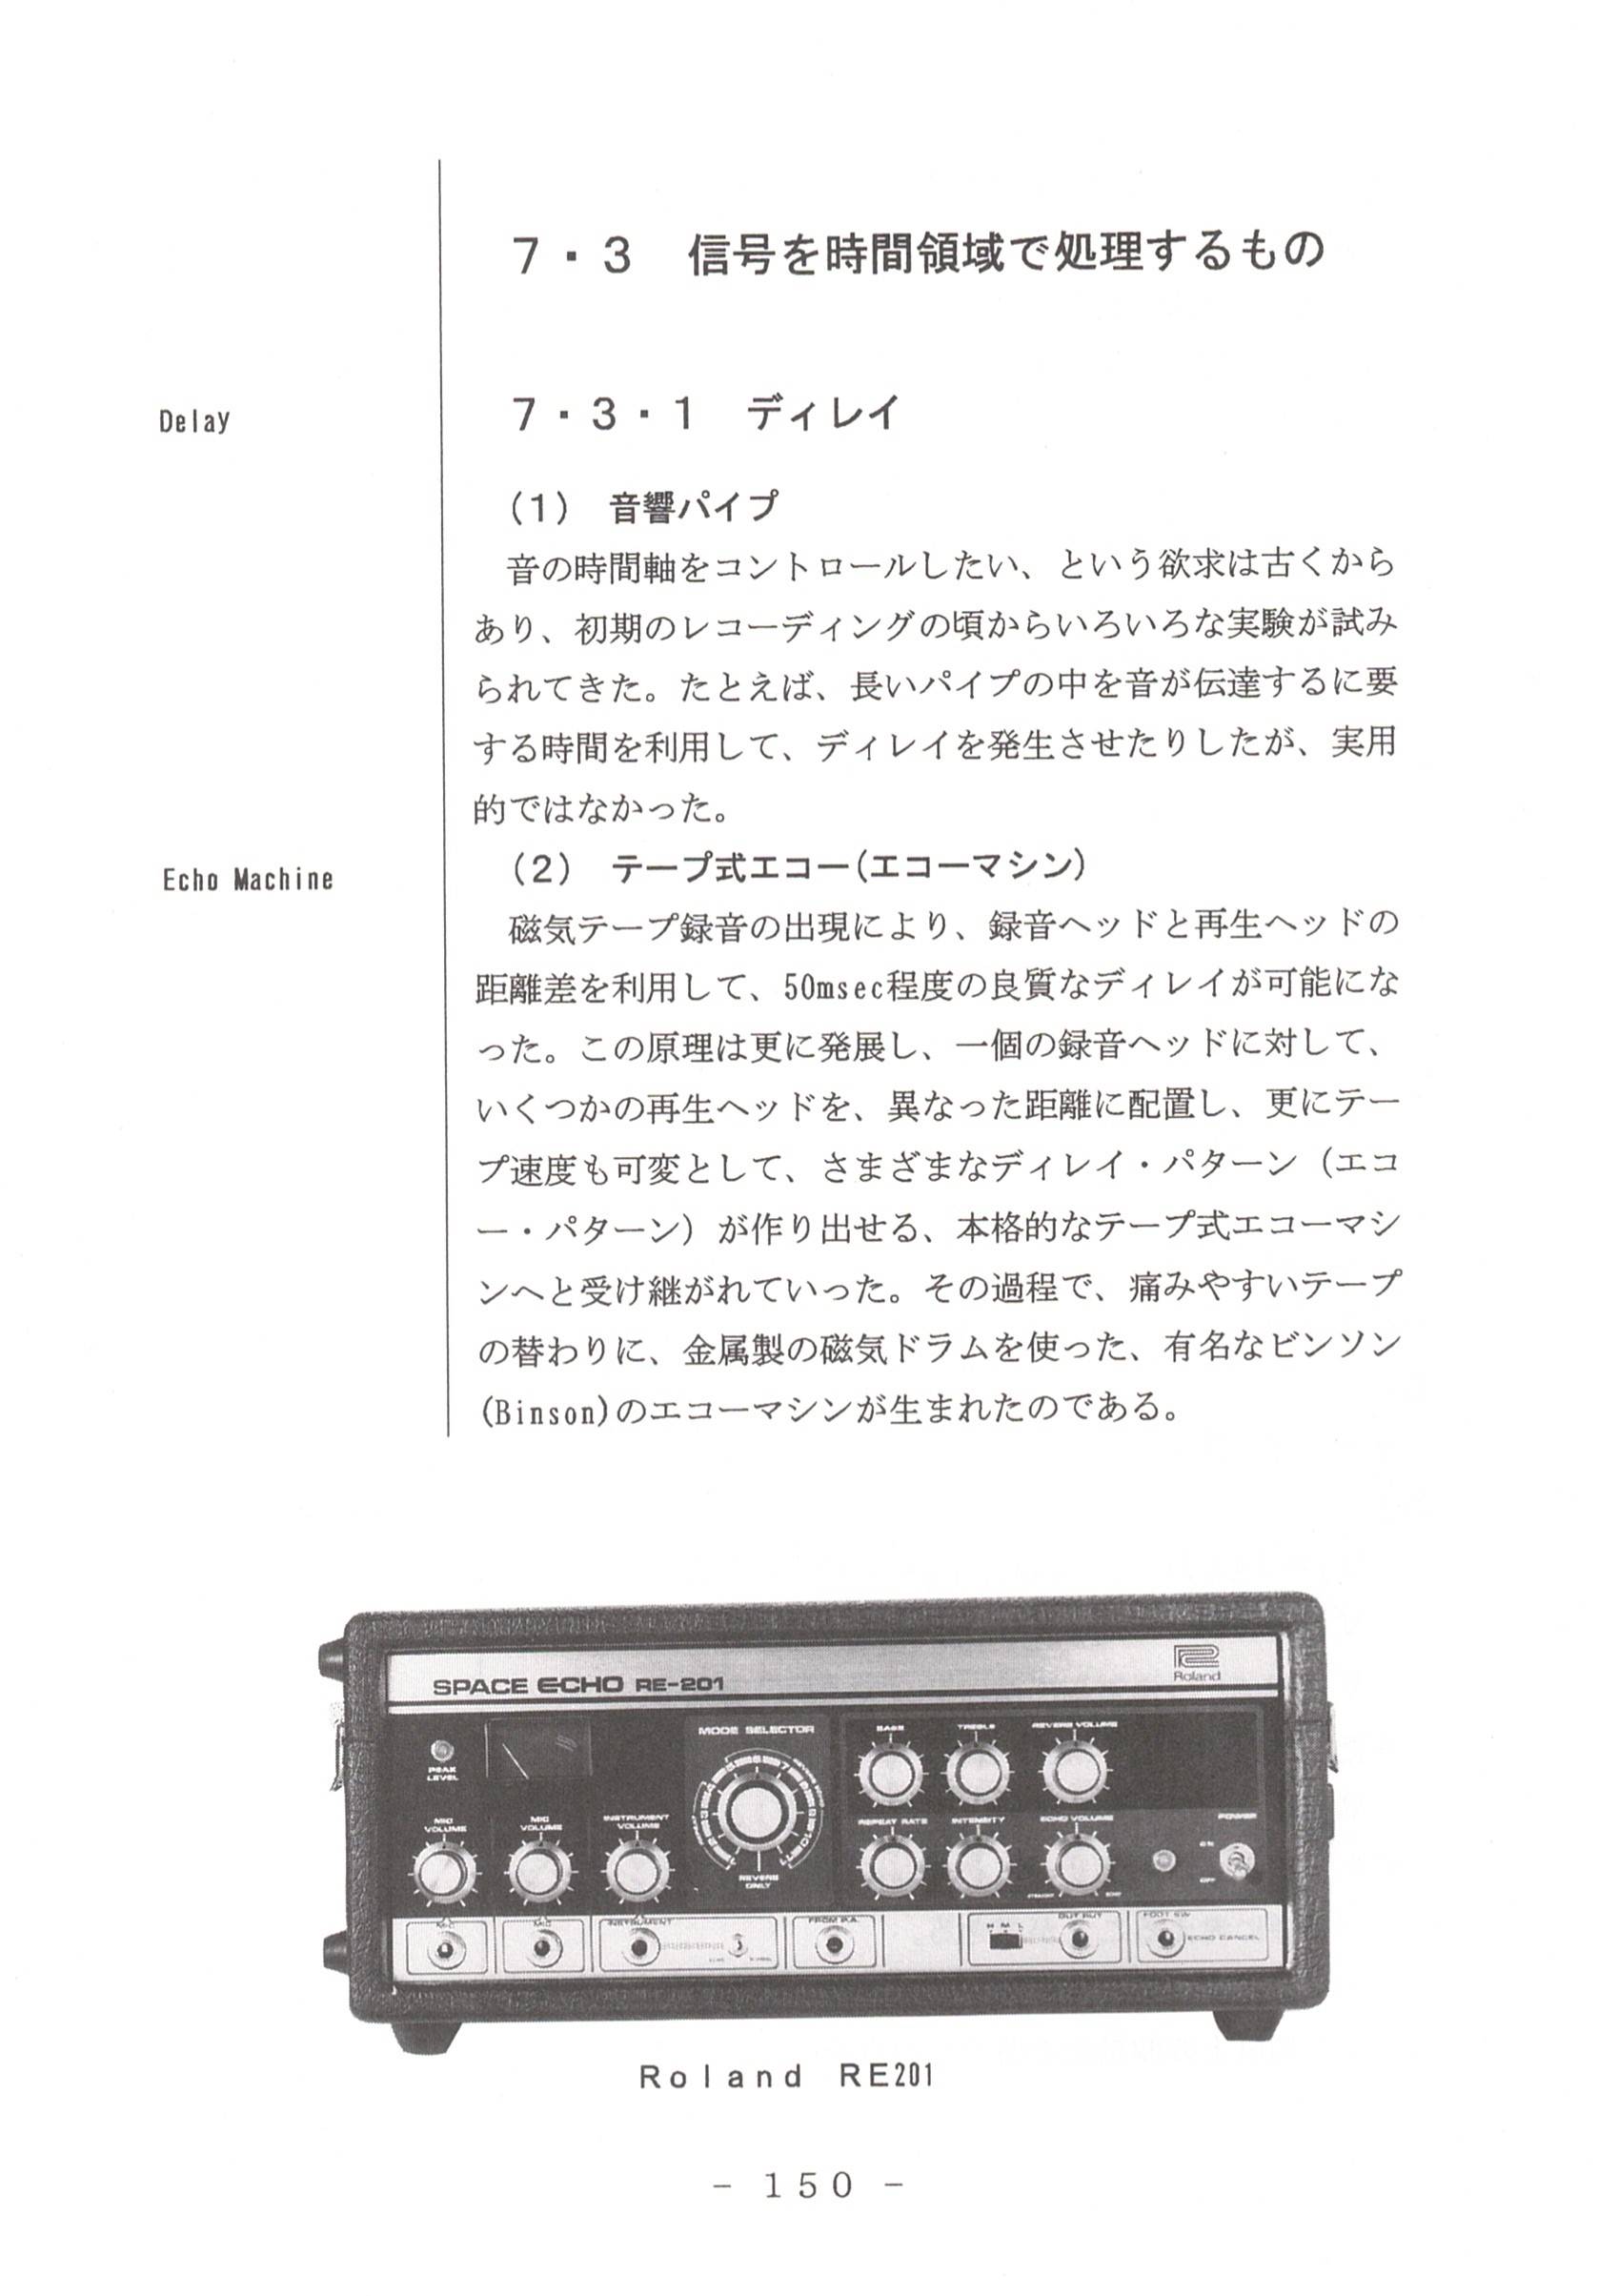 7・3 信号を時間領域で処理するもの
Delay
7・3・1 ディレイ
(1) 音響パイプ
音の時間軸をコントロールしたい、という欲求は古くから
あり、初期のレコーディングの頃からいろいろな実験が試み
られてきた。たとえば、長いパイプの中を音が伝達するに要
する時間を利用して、ディレイを発生させたりしたが、実用
的ではなかった。
Echo Machine
(2) テープ式エコー(エコーマシン)
磁気テープ録音の出現により、録音ヘッドと再生ヘッドの
距離差を利用して、50msec程度の良質なディレイが可能にな
った。この原理は更に発展し、一個の録音ヘッドに対して、
いくつかの再生ヘッドを、異なった距離に配置し、更にテー
プ速度も可変として、さまざまなディレイ・パターン（エコ
ー・パターン）が作り出せる、本格的なテープ式エコーマシ
ンへと受け継がれていった。その過程で、痛みやすいテープ
の替わりに、金属製の磁気ドラムを使った、有名なビンソン
(Binson)のエコーマシンが生まれたのである。
SPACE ECHO RE-201
Roland
MODE SELECTOR
BASS
TREBLE
REVERB VOLUME
PEAK
LEVEL
MIC
VOLUME
MIC
VOLUME
INSTRUMENT
VOLUME
REVERB
ONLY
REPEAT RATE
INTENSITY
ECHO VOLUME
POWER
ON
OFF
MIC
MIC
INSTRUMENT
FROM P.A.
H M L
OUTPUT
FOOT SW
ECHO CANCEL
Roland RE201
- 150 -